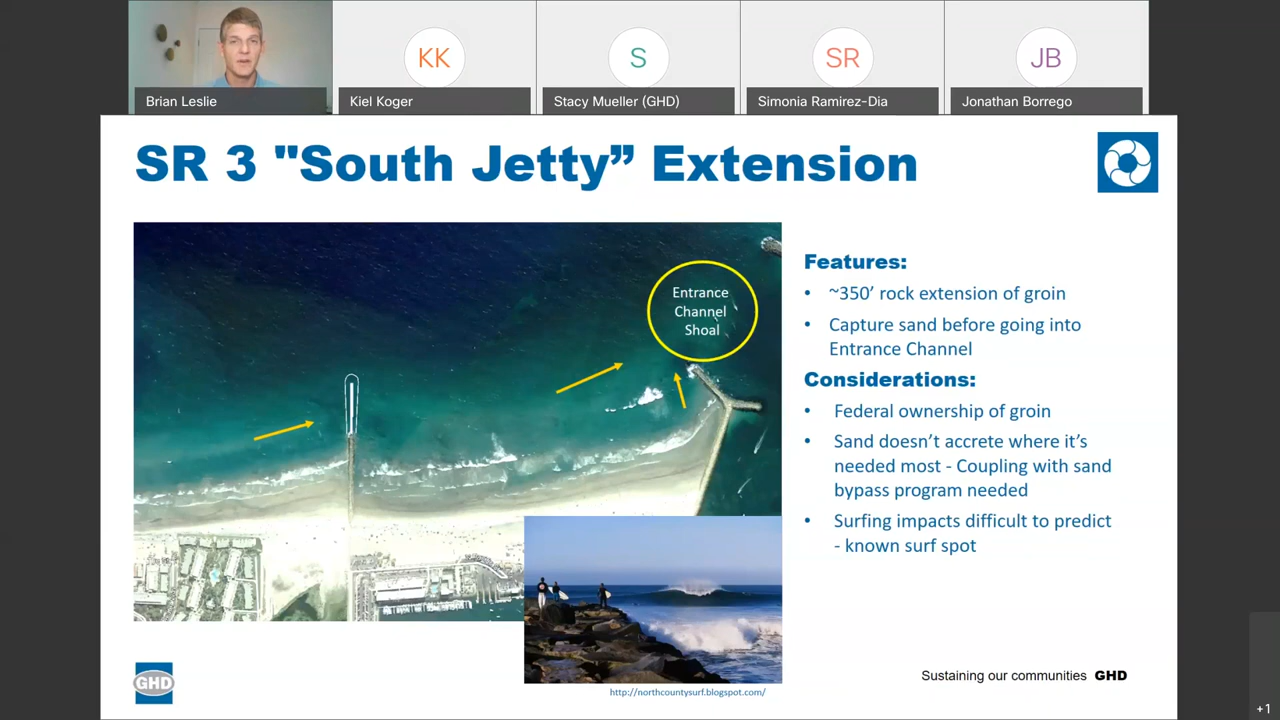 KK
S
SR
JB
Brian Leslie
Kiel Koger
Stacy Mueller (GHD)
Simonia Ramirez-Dia
Jonathan Borrego
SR 3 "South Jetty” Extension
Entrance
Channel
Shoal
Features:
• ~350’ rock extension of groin
• Capture sand before going into
Entrance Channel
Considerations:
• Federal ownership of groin
• Sand doesn’t accrete where it’s
needed most - Coupling with sand
bypass program needed
• Surfing impacts difficult to predict
- known surf spot
http://northcountysurf.blogspot.com/
GHD
Sustaining our communities GHD
+1